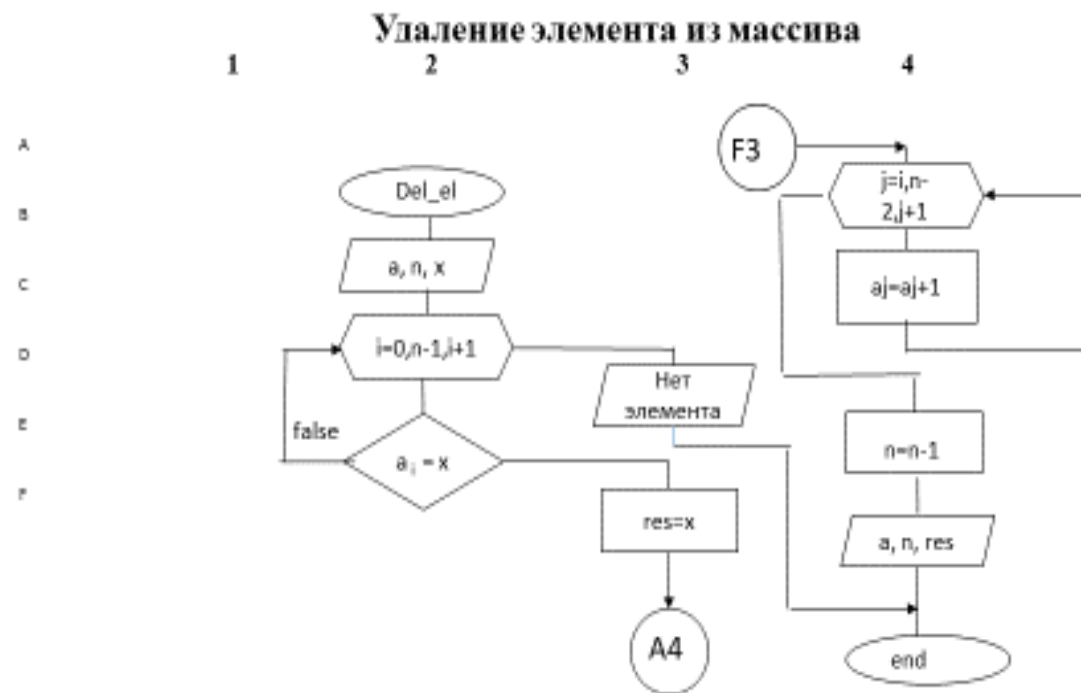 Удаление элемента из массива
1 2 3 4
A
B
C
D
E
F
Del_el
a, n, x
i=0,n-1,i+1
false
a i = x
Нет
элемента
res=x
A4
F3
j=i,n-
2,j+1
aj=aj+1
n=n-1
a, n, res
end